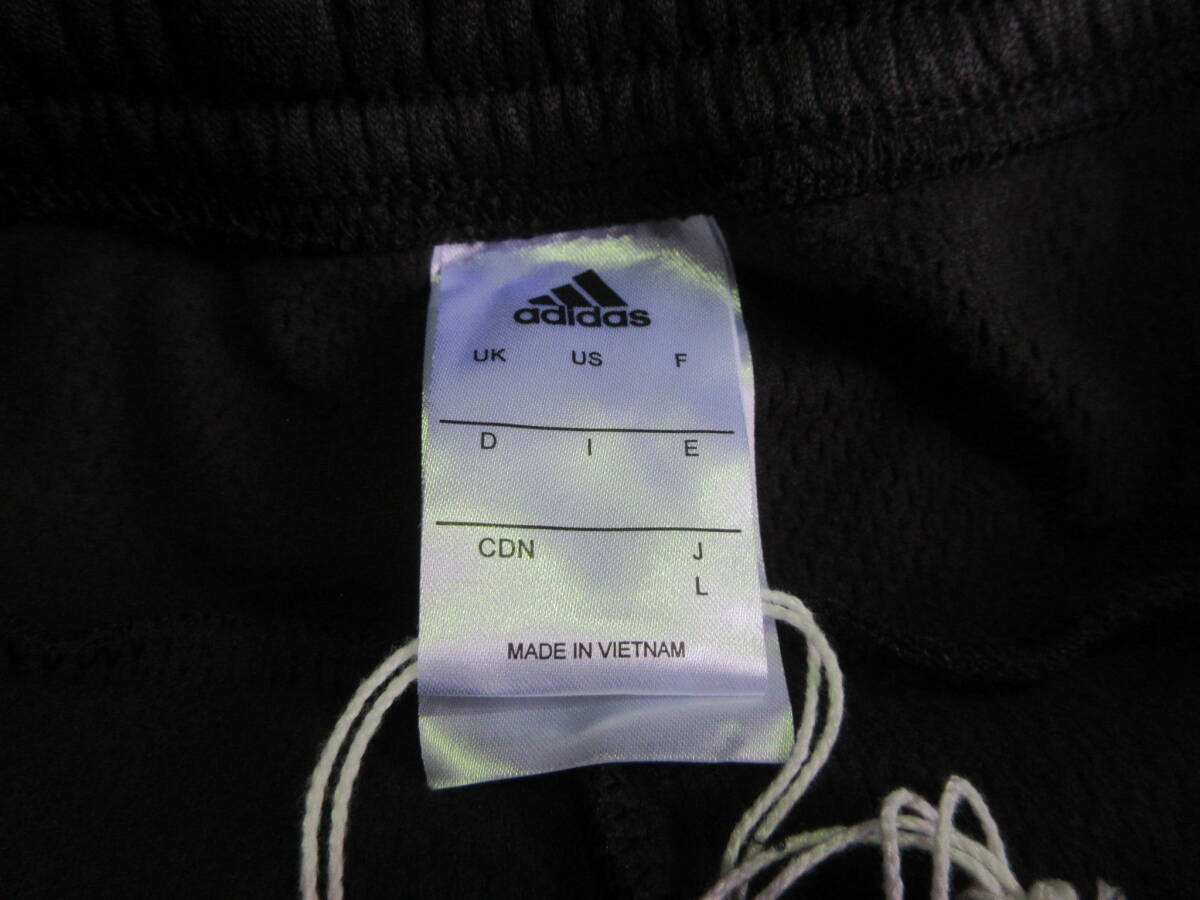 adidas
UK US F
D I E
CDN J
L
MADE IN VIETNAM